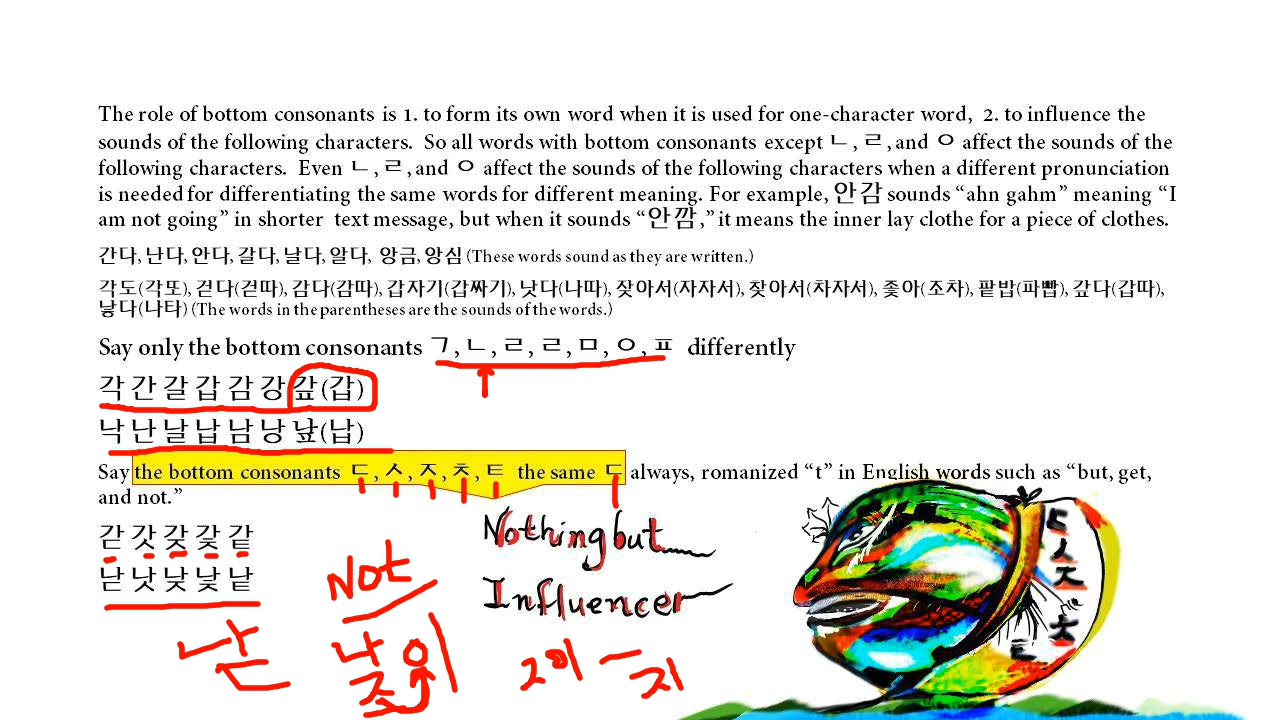 The role of bottom consonants is 1. to form its own word when it is used for one-character word, 2. to influence the
sounds of the following characters. So all words with bottom consonants except ㄴ, ㄹ, and ㅇ affect the sounds of the
following characters. Even ㄴ, ㄹ, and ㅇ affect the sounds of the following characters when a different pronunciation
is needed for differentiating the same words for different meaning. For example, 안감 sounds “ahn gahm” meaning “I
am not going” in shorter text message, but when it sounds “안깜,” it means the inner lay clothe for a piece of clothes.
간다, 난다, 안다, 갈다, 날다, 알다, 앙금, 앙심 (These words sound as they are written.)
각도(각또), 걷다(걷따), 감다(감따), 갑자기(갑짜기), 낫다(나따), 잦아서(자자서), 찾아서(차자서), 좇아(조차), 팥밥(파빱), 갚다(갑따),
낳다(나타) (The words in the parentheses are the sounds of the words.)
Say only the bottom consonants ㄱ, ㄴ, ㄹ, ㄹ, ㅁ, ㅇ, ㅍ differently
각 간 갈 갑 감 강 갚(갑)
낙 난 날 납 남 낭 낲(납)
Say the bottom consonants ㄷ, ㅅ, ㅈ, ㅊ, ㅌ the same ㄷ always, romanized “t” in English words such as “but, get,
and not.”
갇 갓 갖 갗 같
낟 낫 낮 낯 낱
Nothing but
Influencer
Not
낟
낮 위
ㄷ
ㅅ
ㅈ
ㅊ
ㅌ